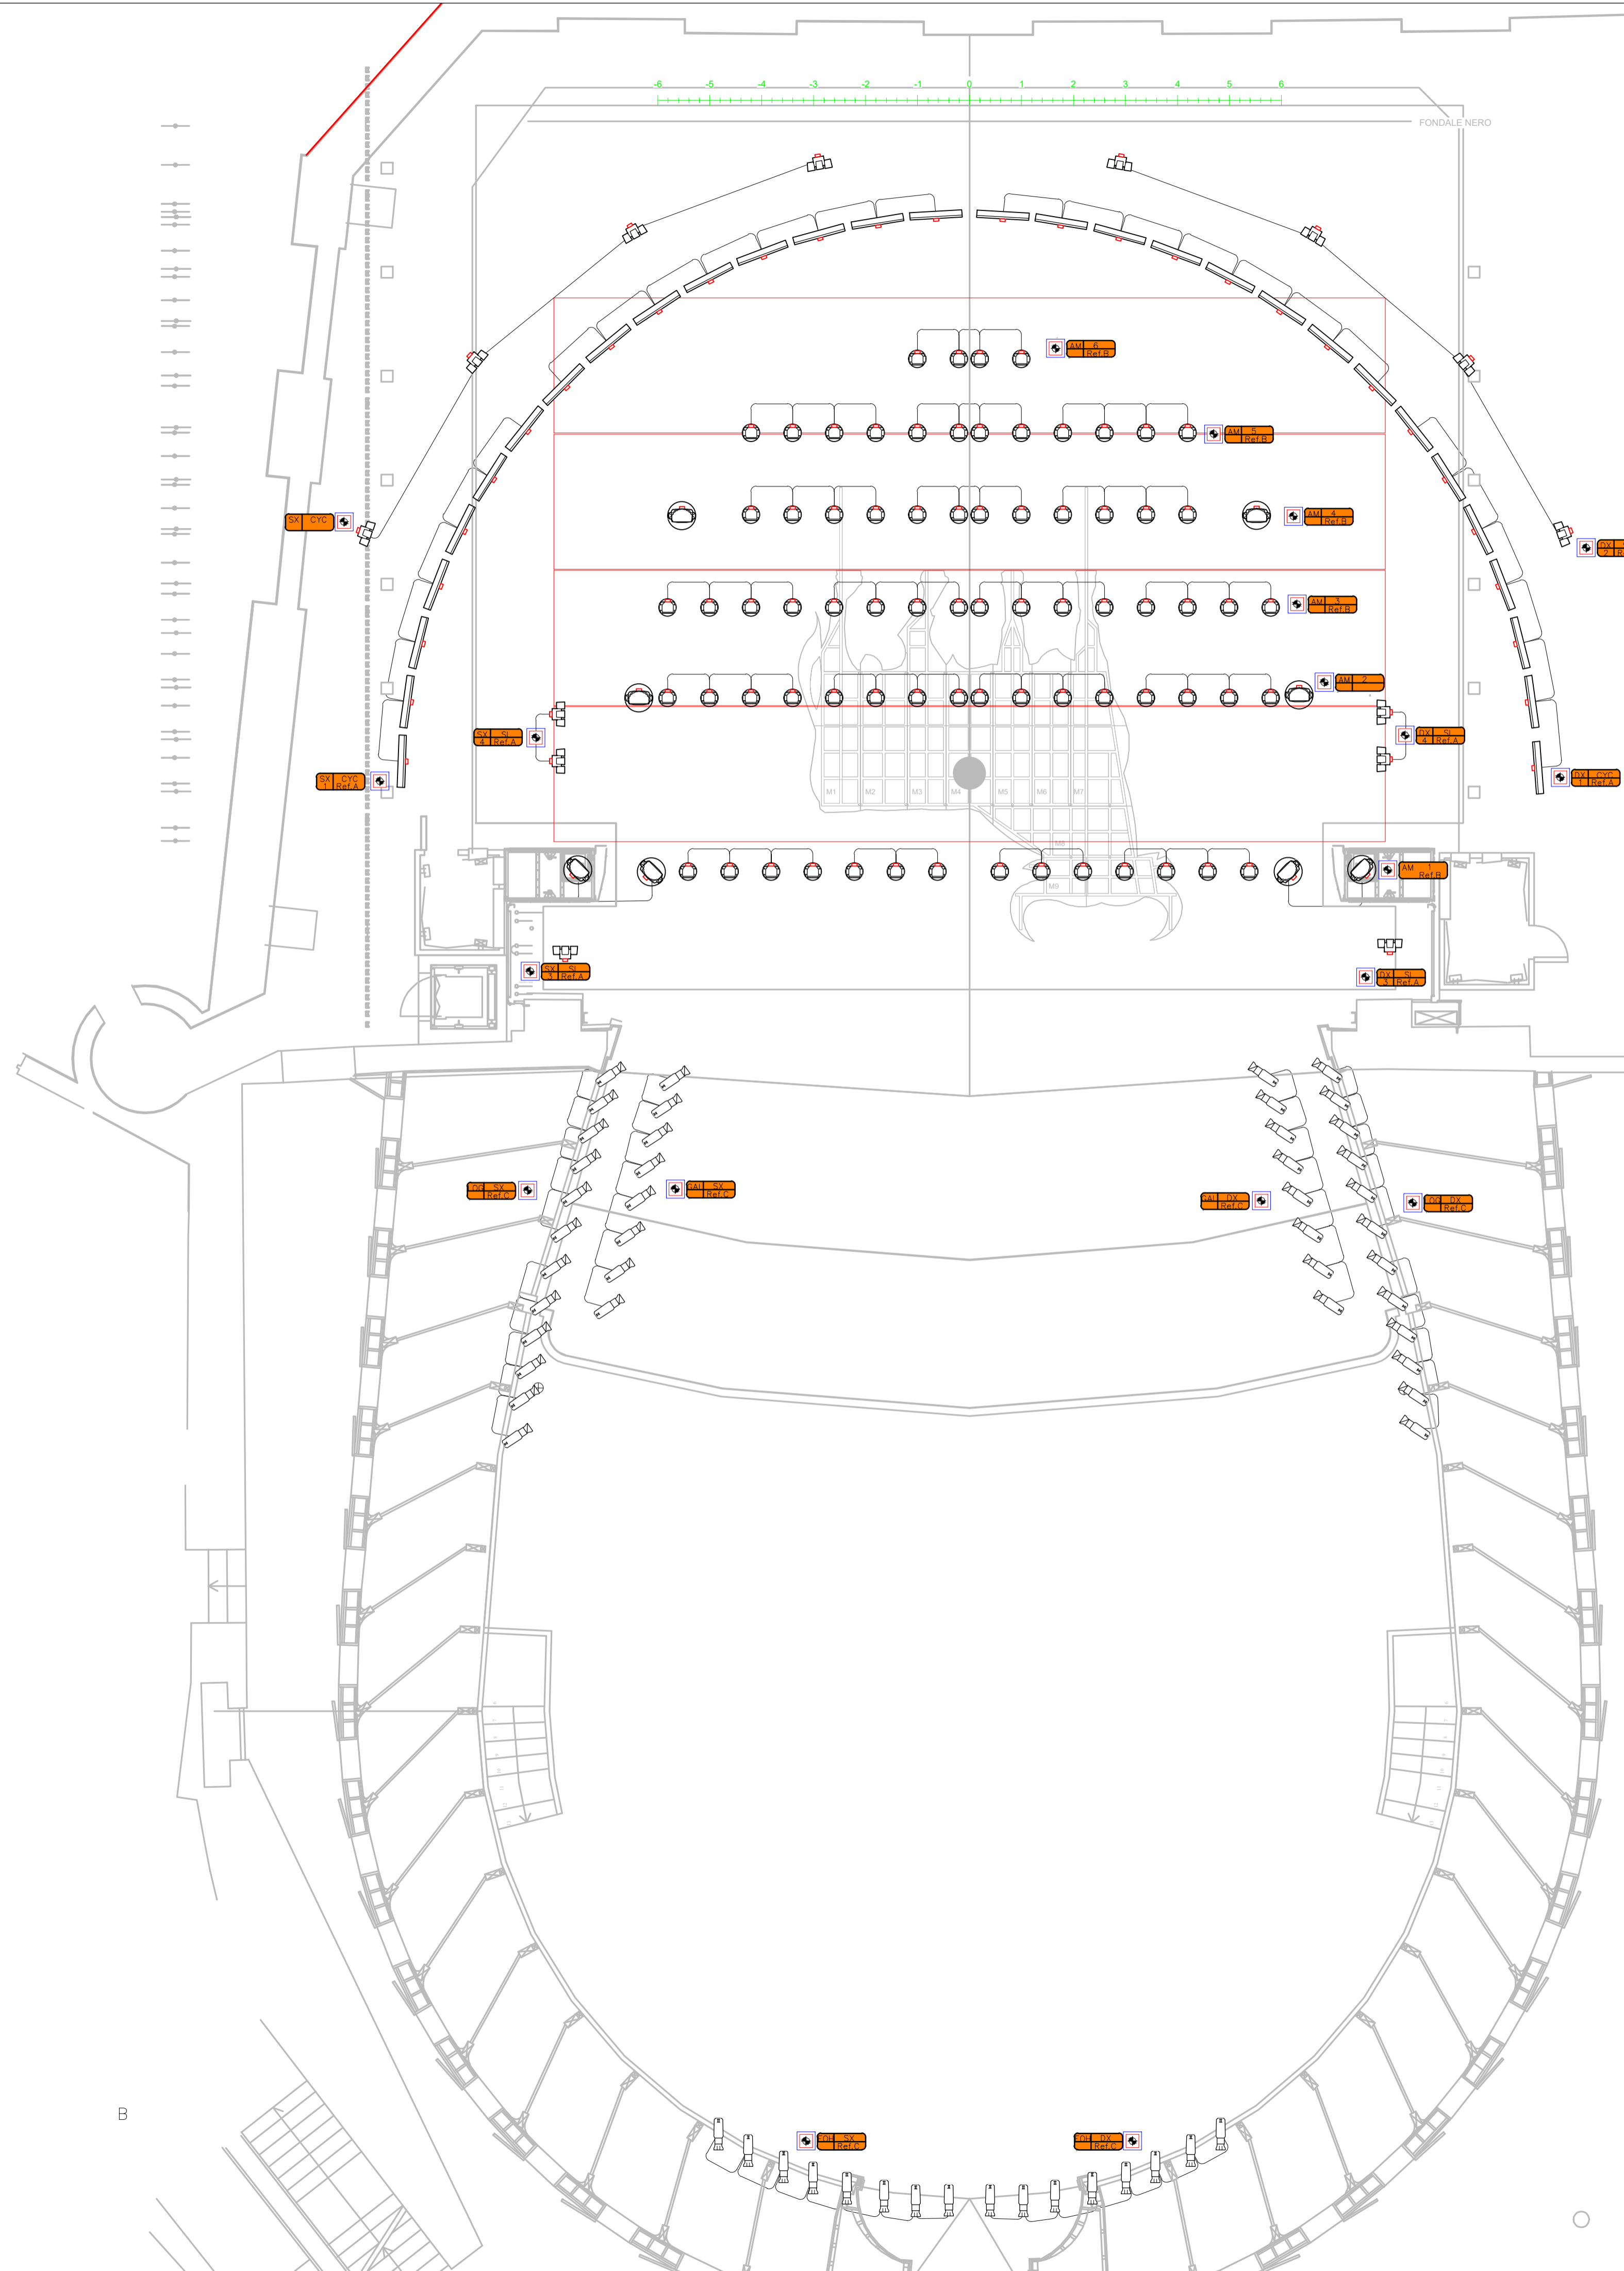 -6 -5 -4 -3 -2 -1 0 1 2 3 4 5 6
FONDALE NERO
AM 6
Ref.B
AM 5
Ref.B
SX CYC
AM 4
Ref.B
DX
2
AM 3
Ref.B
AM 2
SX SL
4 Ref.A
DX SL
4 Ref.A
SX CYC
1 Ref.A
DX CYC
1 Ref.A
M1 M2 M3 M4 M5 M6 M7
M8
AM 1
Ref.B
M9
SX SL
3 Ref.A
DX SL
3 Ref.A
SX
Ref.C
GAL SX
Ref.C
GAL DX
Ref.C
DX
Ref.C
B
FOH SX
Ref.C
FOH DX
Ref.C